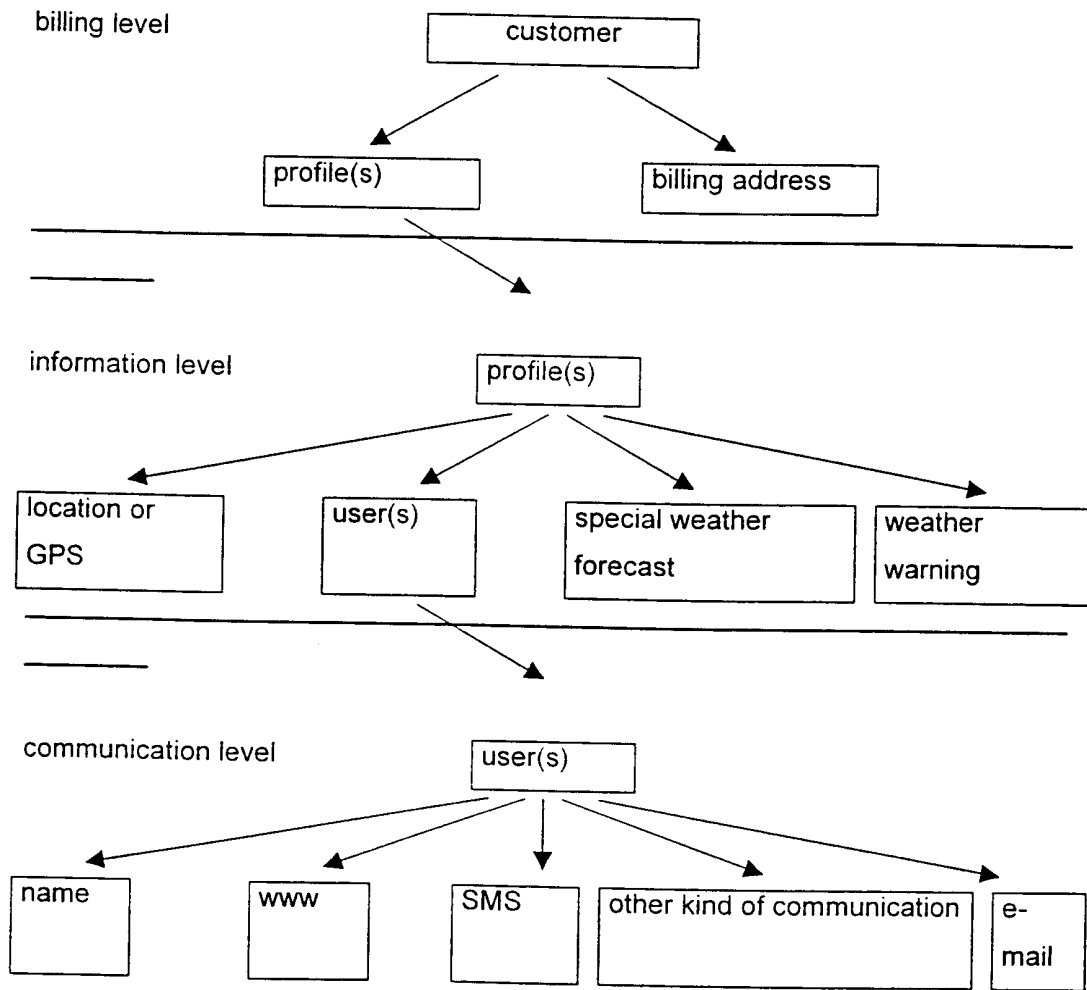 billing level
customer
profile(s)
billing address
information level
profile(s)
location or
GPS
user(s)
special weather
forecast
weather
warning
communication level
user(s)
name
www
SMS
other kind of communication
e-
mail